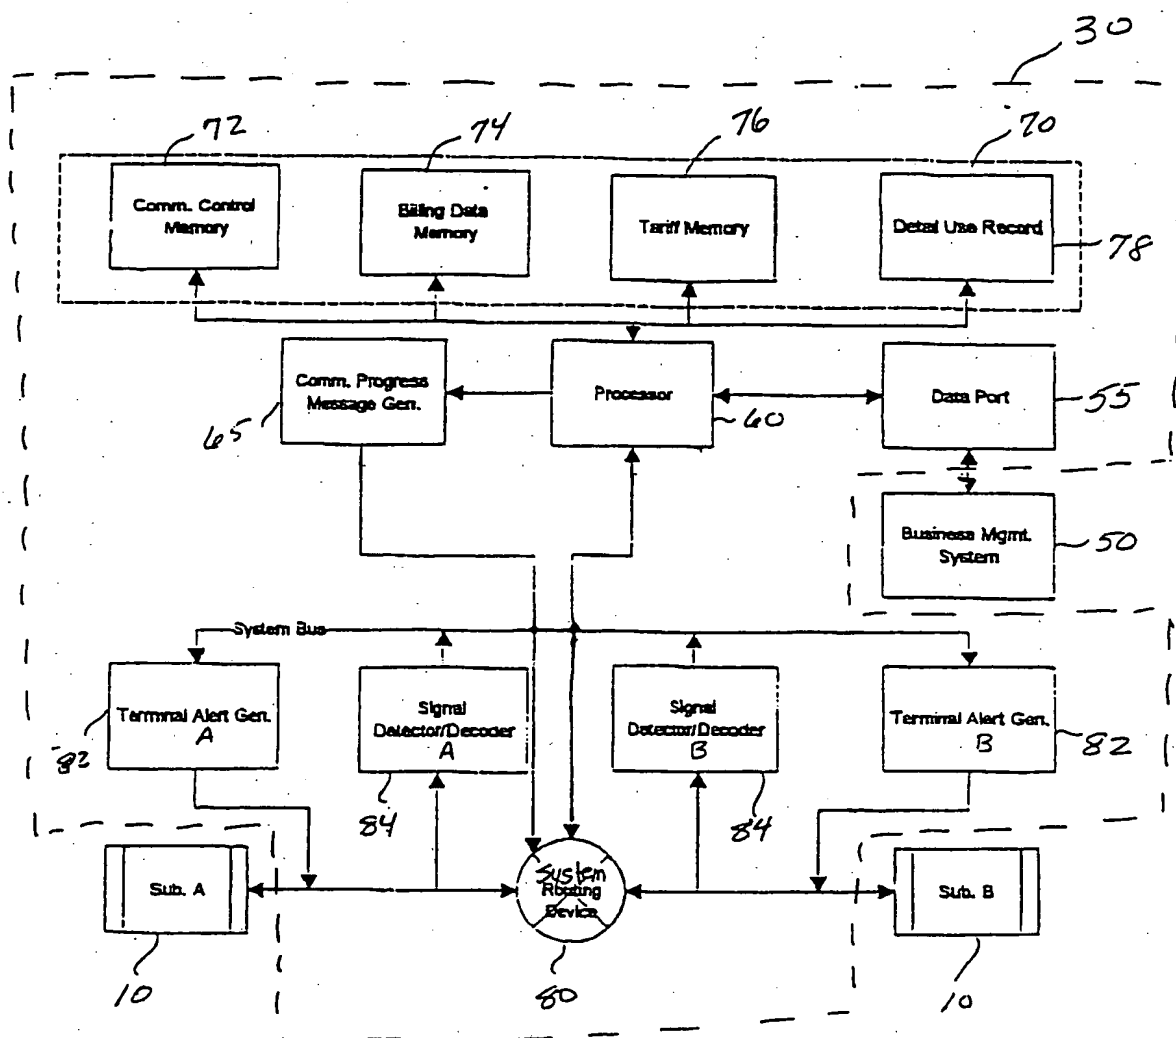 30
72
74
76
70
Comm. Control
Memory
Billing Data
Memory
Tariff Memory
Detail Use Record
78
Comm. Progress
Message Gen.
Processor
Data Port
55
65
60
Business Mgmt.
System
50
System Bus
Terminal Alert Gen.
A
Signal
Detector/Decoder
A
Signal
Detector/Decoder
B
Terminal Alert Gen.
B
82
82
84
84
Sub. A
System
Routing
Device
Sub. B
10
80
10